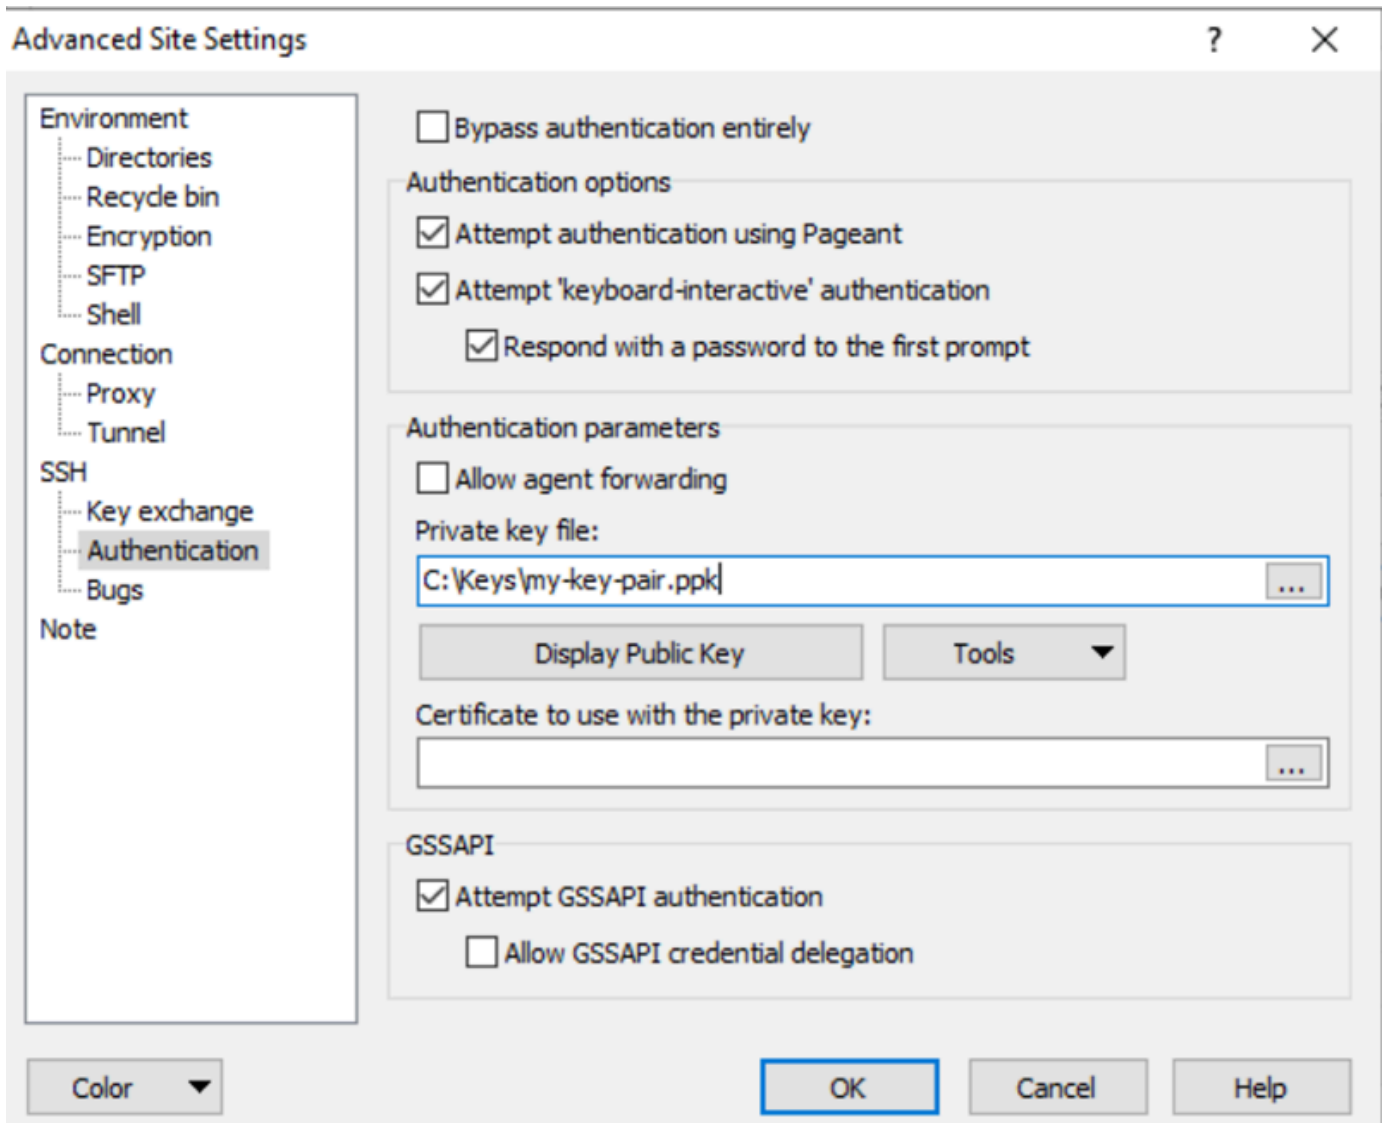 Advanced Site Settings ?
Environment
Directories
Recycle bin
Encryption
SFTP
Shell
Connection
Proxy
Tunnel
SSH
Key exchange
Authentication
Bugs
Note
Bypass authentication entirely
Authentication options
Attempt authentication using Pageant
Attempt 'keyboard-interactive' authentication
Respond with a password to the first prompt
Authentication parameters
Allow agent forwarding
Private key file:
C:\Keys\my-key-pair.ppk
...
Display Public Key
Tools
Certificate to use with the private key:
...
GSSAPI
Attempt GSSAPI authentication
Allow GSSAPI credential delegation
Color
OK
Cancel
Help